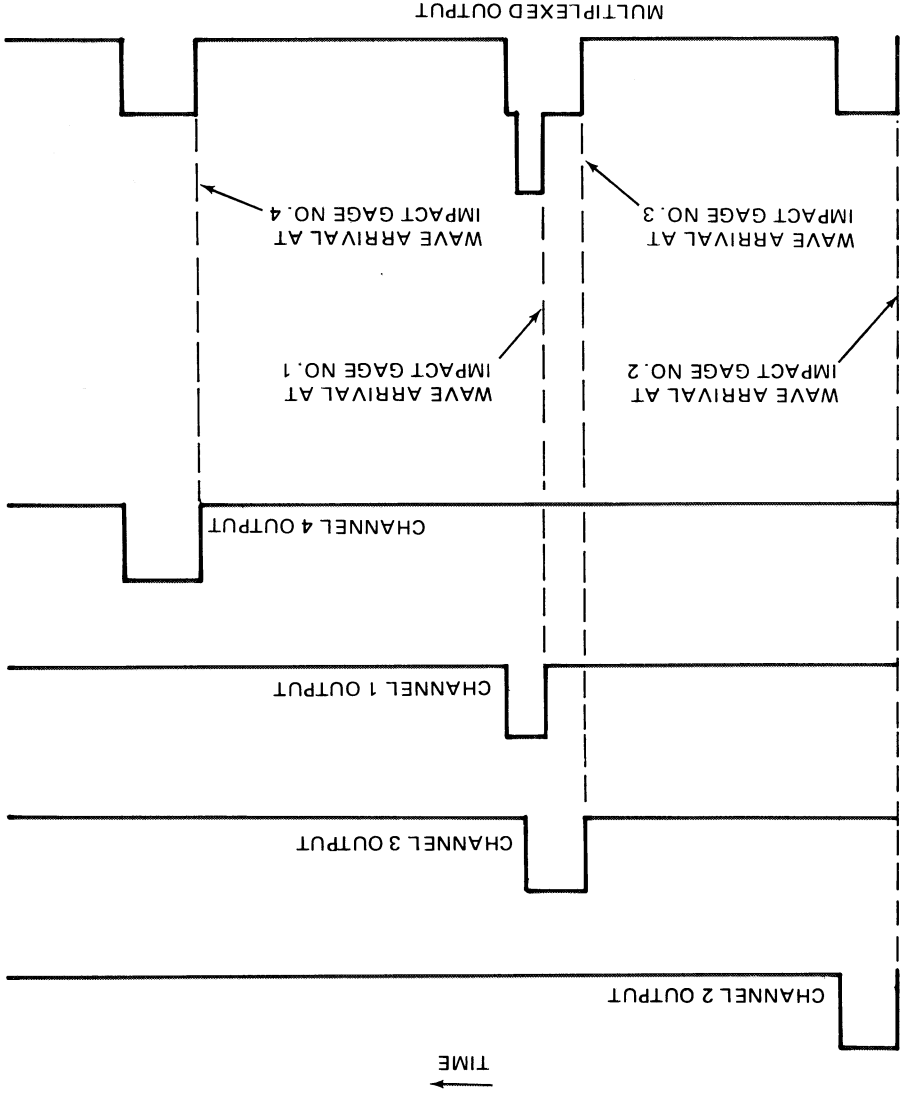 TIME
CHANNEL 2 OUTPUT
CHANNEL 3 OUTPUT
CHANNEL 1 OUTPUT
CHANNEL 4 OUTPUT
WAVE ARRIVAL AT
IMPACT GAGE NO. 2
WAVE ARRIVAL AT
IMPACT GAGE NO. 1
WAVE ARRIVAL AT
IMPACT GAGE NO. 3
WAVE ARRIVAL AT
IMPACT GAGE NO. 4
MULTIPLEXED OUTPUT